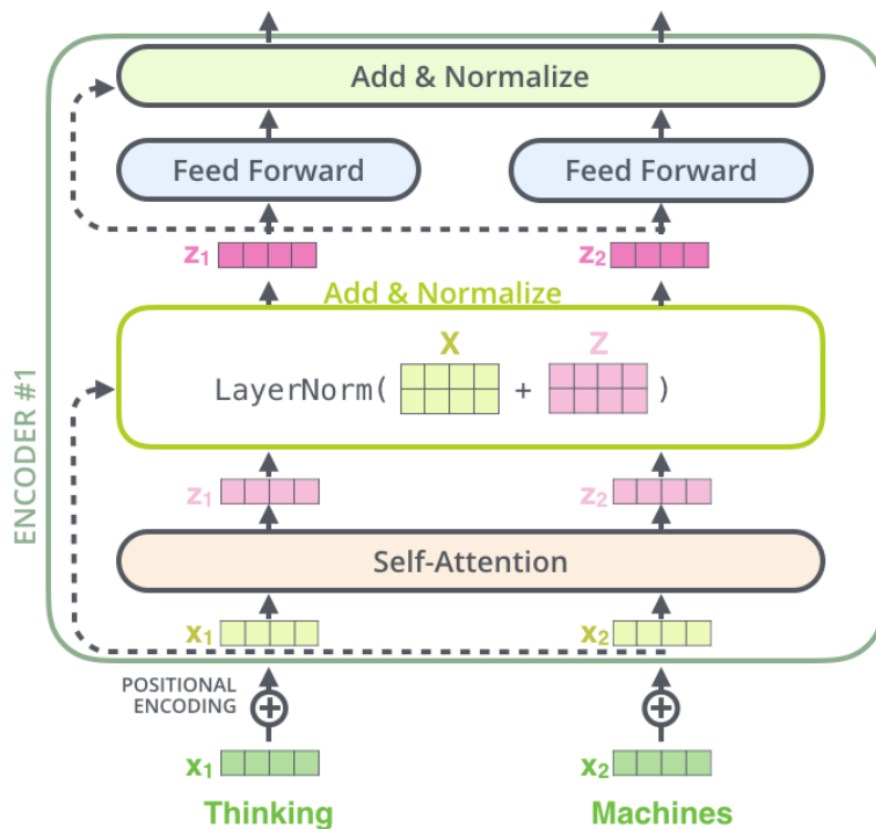 Add & Normalize
Feed Forward
Feed Forward
z₁
z₂
Add & Normalize
X
Z
LayerNorm( + )
ENCODER #1
z₁
z₂
Self-Attention
x₁
x₂
POSITIONAL
ENCODING
x₁
x₂
Thinking
Machines